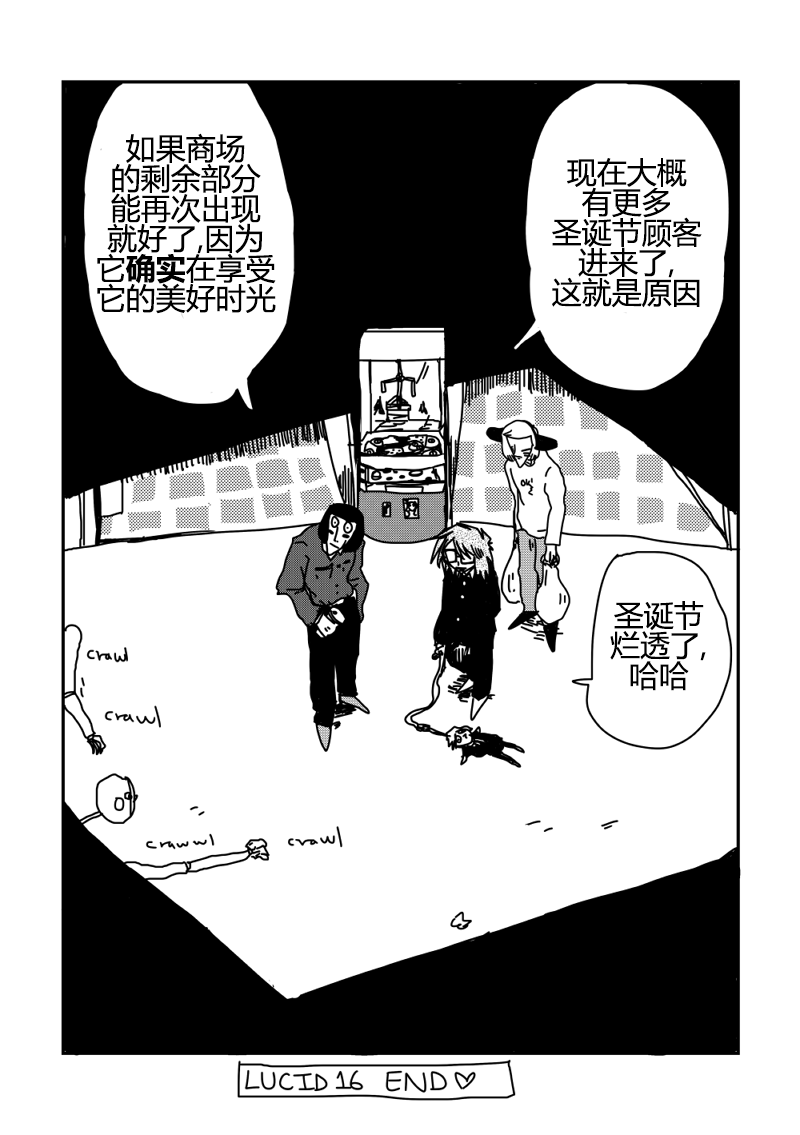 如果商场
的剩余部分
能再次出现
就好了,因为
它确实在享受
它的美好时光
现在大概
有更多
圣诞节顾客
进来了,
这就是原因
OK!
圣诞节
烂透了,
哈哈
crawl
crawl
crawwl
crawl
LUCID 16 END♡